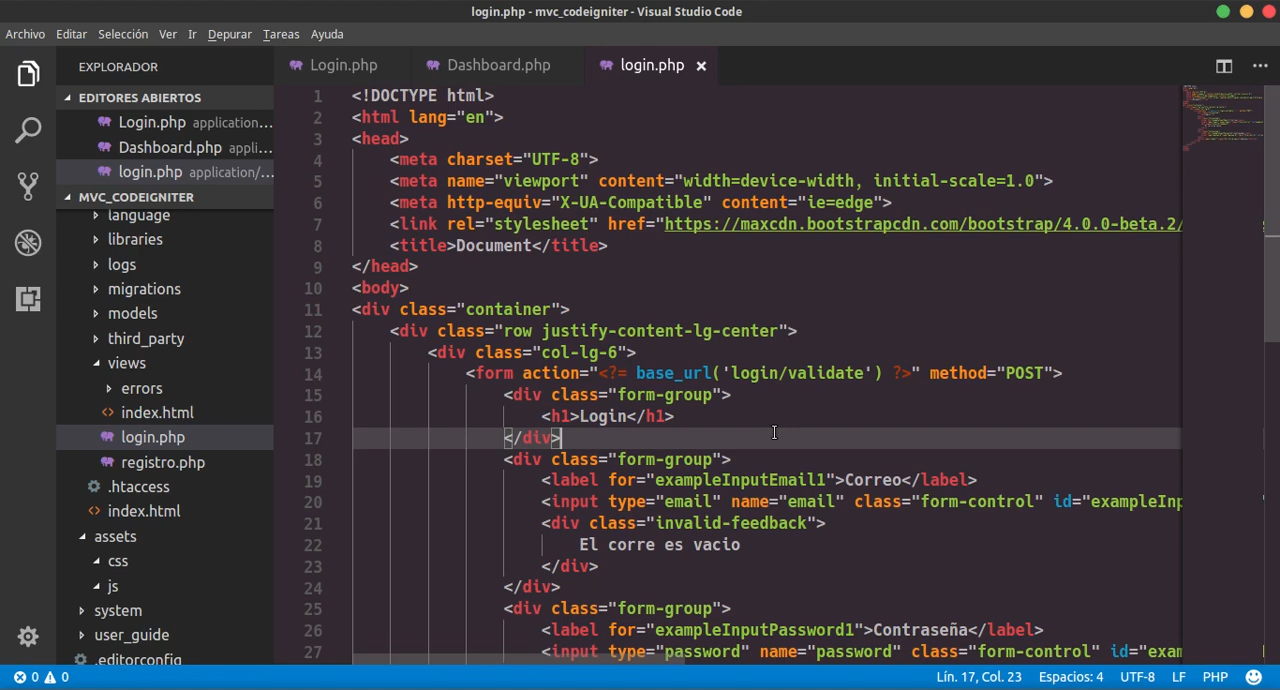 login.php - mvc_codeigniter - Visual Studio Code
Archivo Editar Selección Ver Ir Depurar Tareas Ayuda
EXPLORADOR
EDITORES ABIERTOS
Login.php application...
Dashboard.php appli...
login.php application/...
MVC_CODEIGNITER
language
libraries
logs
migrations
models
third_party
views
errors
index.html
login.php
registro.php
.htaccess
index.html
assets
css
js
system
user_guide
.editorconfig
Login.php Dashboard.php login.php
1 <!DOCTYPE html>
2 <html lang="en">
3 <head>
4 <meta charset="UTF-8">
5 <meta name="viewport" content="width=device-width, initial-scale=1.0">
6 <meta http-equiv="X-UA-Compatible" content="ie=edge">
7 <link rel="stylesheet" href="https://maxcdn.bootstrapcdn.com/bootstrap/4.0.0-beta.2/
8 <title>Document</title>
9 </head>
10 <body>
11 <div class="container">
12 <div class="row justify-content-lg-center">
13 <div class="col-lg-6">
14 <form action="<?= base_url('login/validate') ?>" method="POST">
15 <div class="form-group">
16 <h1>Login</h1>
17 </div>
18 <div class="form-group">
19 <label for="exampleInputEmail1">Correo</label>
20 <input type="email" name="email" class="form-control" id="exampleInp
21 <div class="invalid-feedback">
22 El corre es vacio
23 </div>
24 </div>
25 <div class="form-group">
26 <label for="exampleInputPassword1">Contraseña</label>
27 <input type="password" name="password" class="form-control" id="exam
0 0
Lín. 17, Col. 23 Espacios: 4 UTF-8 LF PHP